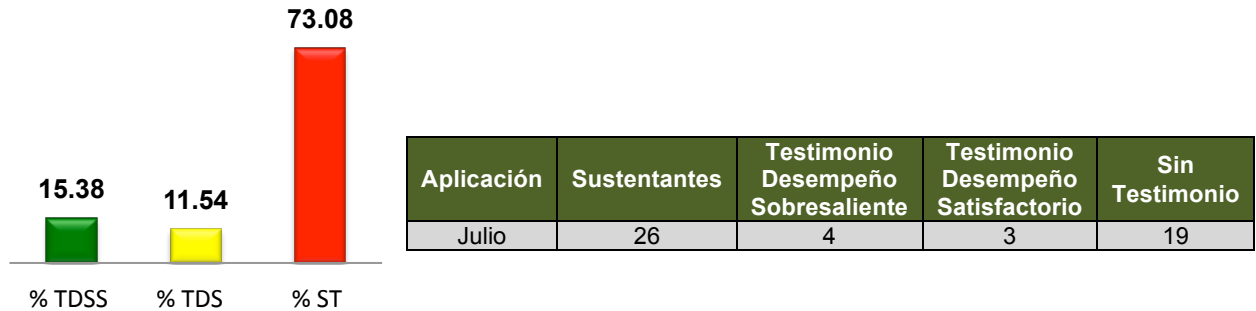 73.08
15.38
11.54
% TDSS % TDS % ST
Aplicación Sustentantes Testimonio Desempeño Sobresaliente Testimonio Desempeño Satisfactorio Sin Testimonio
Julio 26 4 3 19